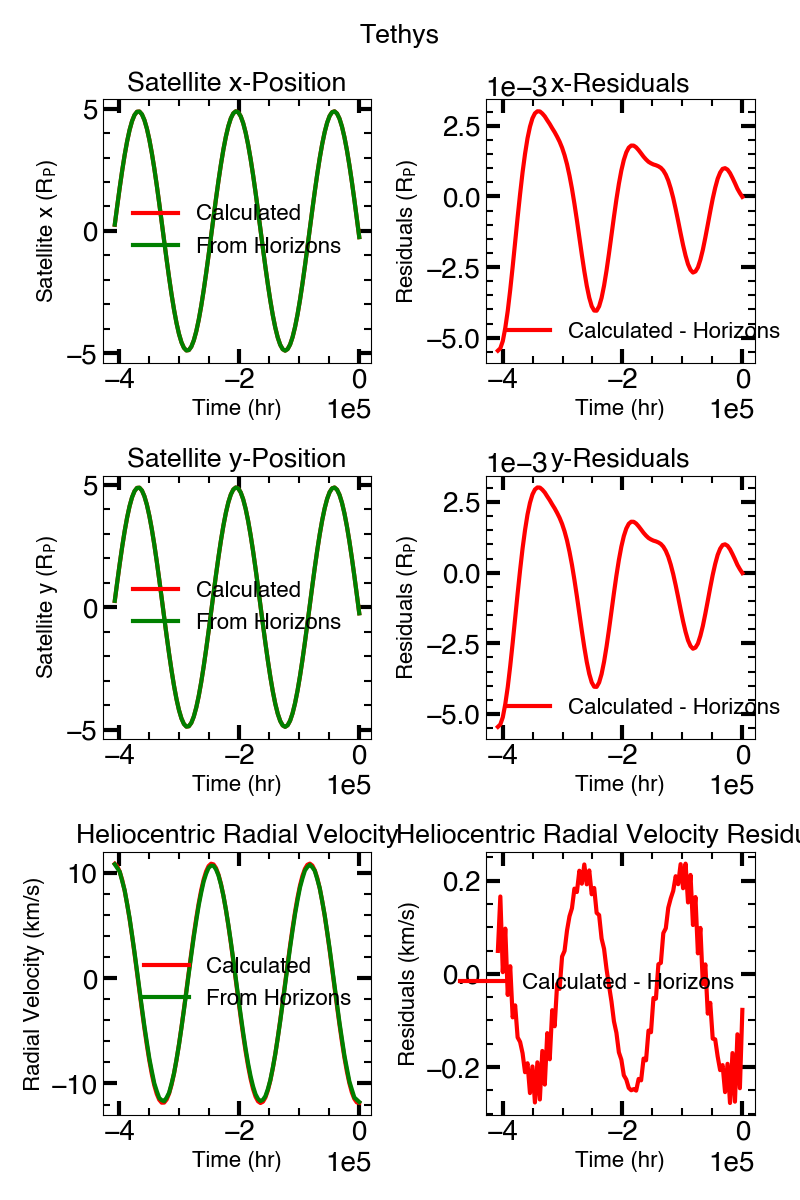 Tethys
Satellite x-Position
5
0
−5
Satellite x (Rp)
Calculated
From Horizons
−4 −2 0
Time (hr)
1e5
1e−3
x-Residuals
2.5
0.0
−2.5
−5.0
Residuals (Rp)
Calculated - Horizons
−4 −2 0
Time (hr)
1e5
Satellite y-Position
5
0
−5
Satellite y (Rp)
Calculated
From Horizons
−4 −2 0
Time (hr)
1e5
1e−3
y-Residuals
2.5
0.0
−2.5
−5.0
Residuals (Rp)
Calculated - Horizons
−4 −2 0
Time (hr)
1e5
Heliocentric Radial Velocity
10
0
−10
Radial Velocity (km/s)
Calculated
From Horizons
−4 −2 0
Time (hr)
1e5
Heliocentric Radial Velocity Residu
0.2
0.0
−0.2
Residuals (km/s)
Calculated - Horizons
−4 −2 0
Time (hr)
1e5